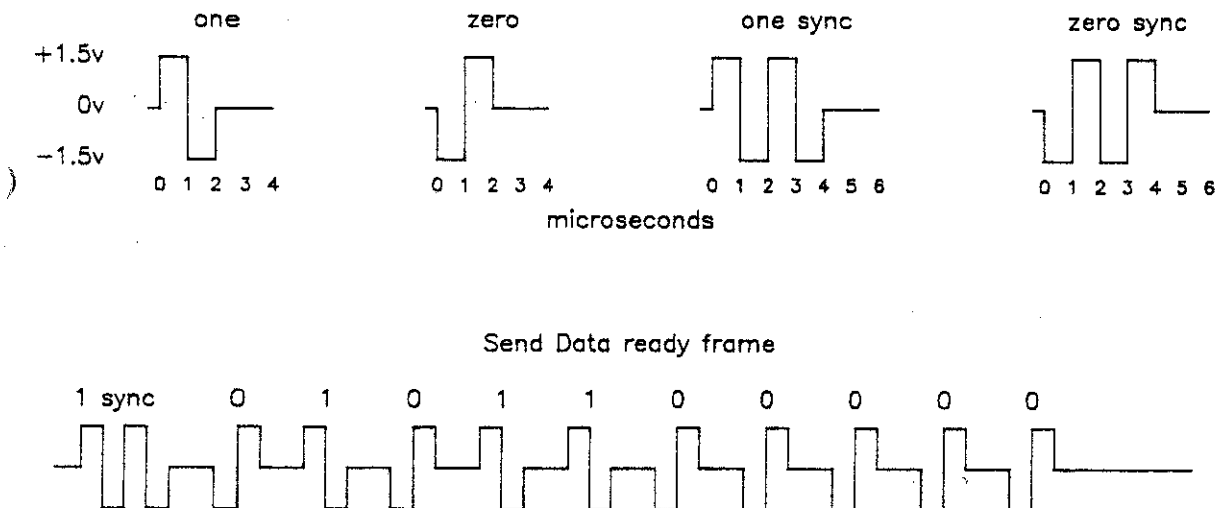 one zero one sync zero sync
+1.5v
0v
-1.5v
)
0 1 2 3 4 0 1 2 3 4 0 1 2 3 4 5 6 0 1 2 3 4 5 6
microseconds
Send Data ready frame
1 sync 0 1 0 1 1 0 0 0 0 0